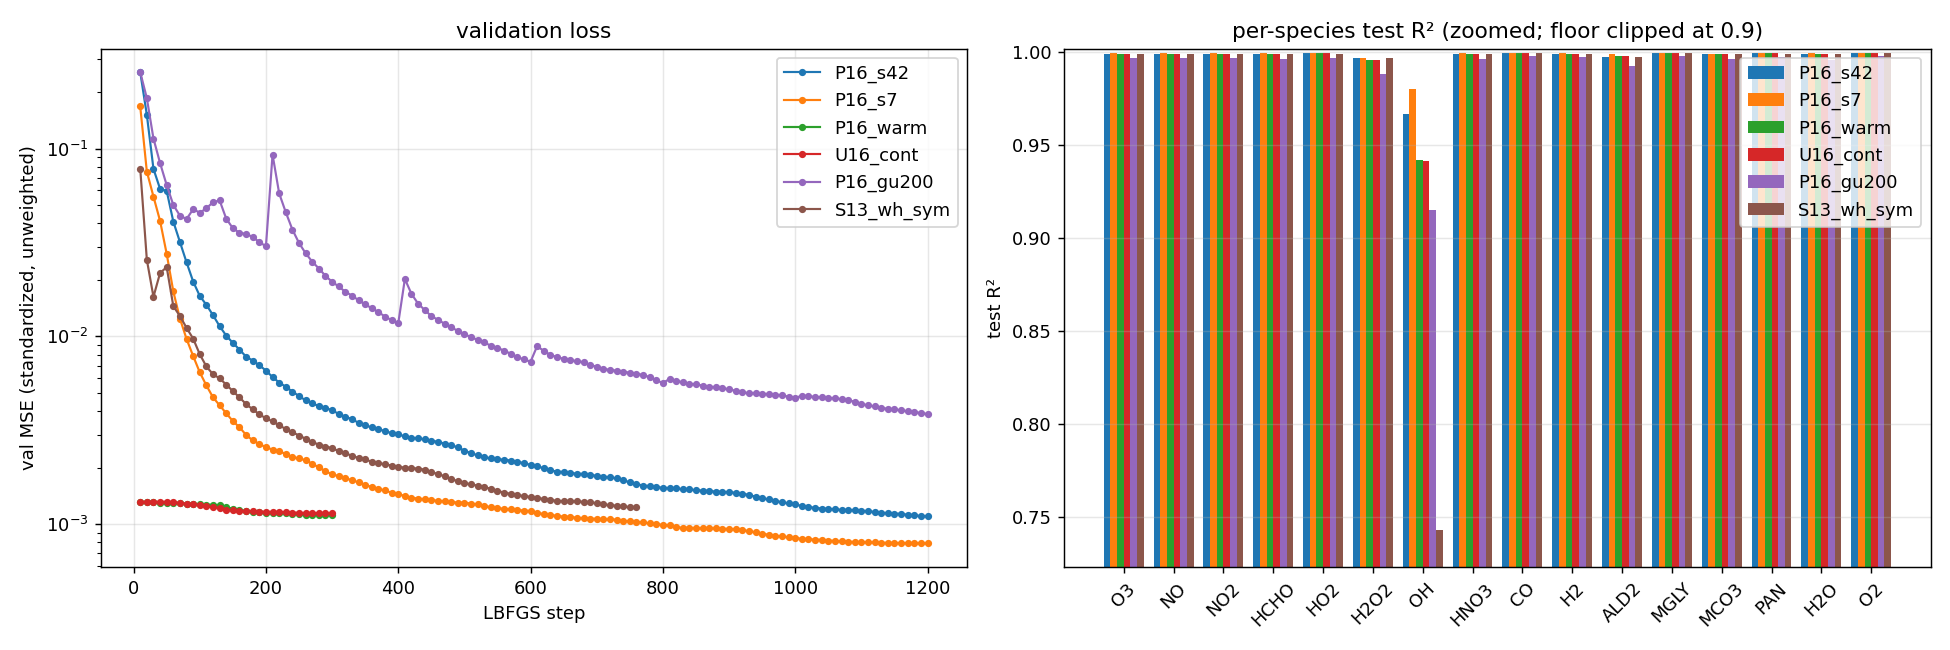 validation loss
val MSE (standardized, unweighted)
10⁻¹
10⁻²
10⁻³
0 200 400 600 800 1000 1200
LBFGS step
P16_s42
P16_s7
P16_warm
U16_cont
P16_gu200
S13_wh_sym
per-species test R² (zoomed; floor clipped at 0.9)
test R²
1.00
0.95
0.90
0.85
0.80
0.75
O3 NO NO2 HCHO HO2 H2O2 OH HNO3 CO H2 ALD2 MGLY MCO3 PAN H2O O2
P16_s42
P16_s7
P16_warm
U16_cont
P16_gu200
S13_wh_sym